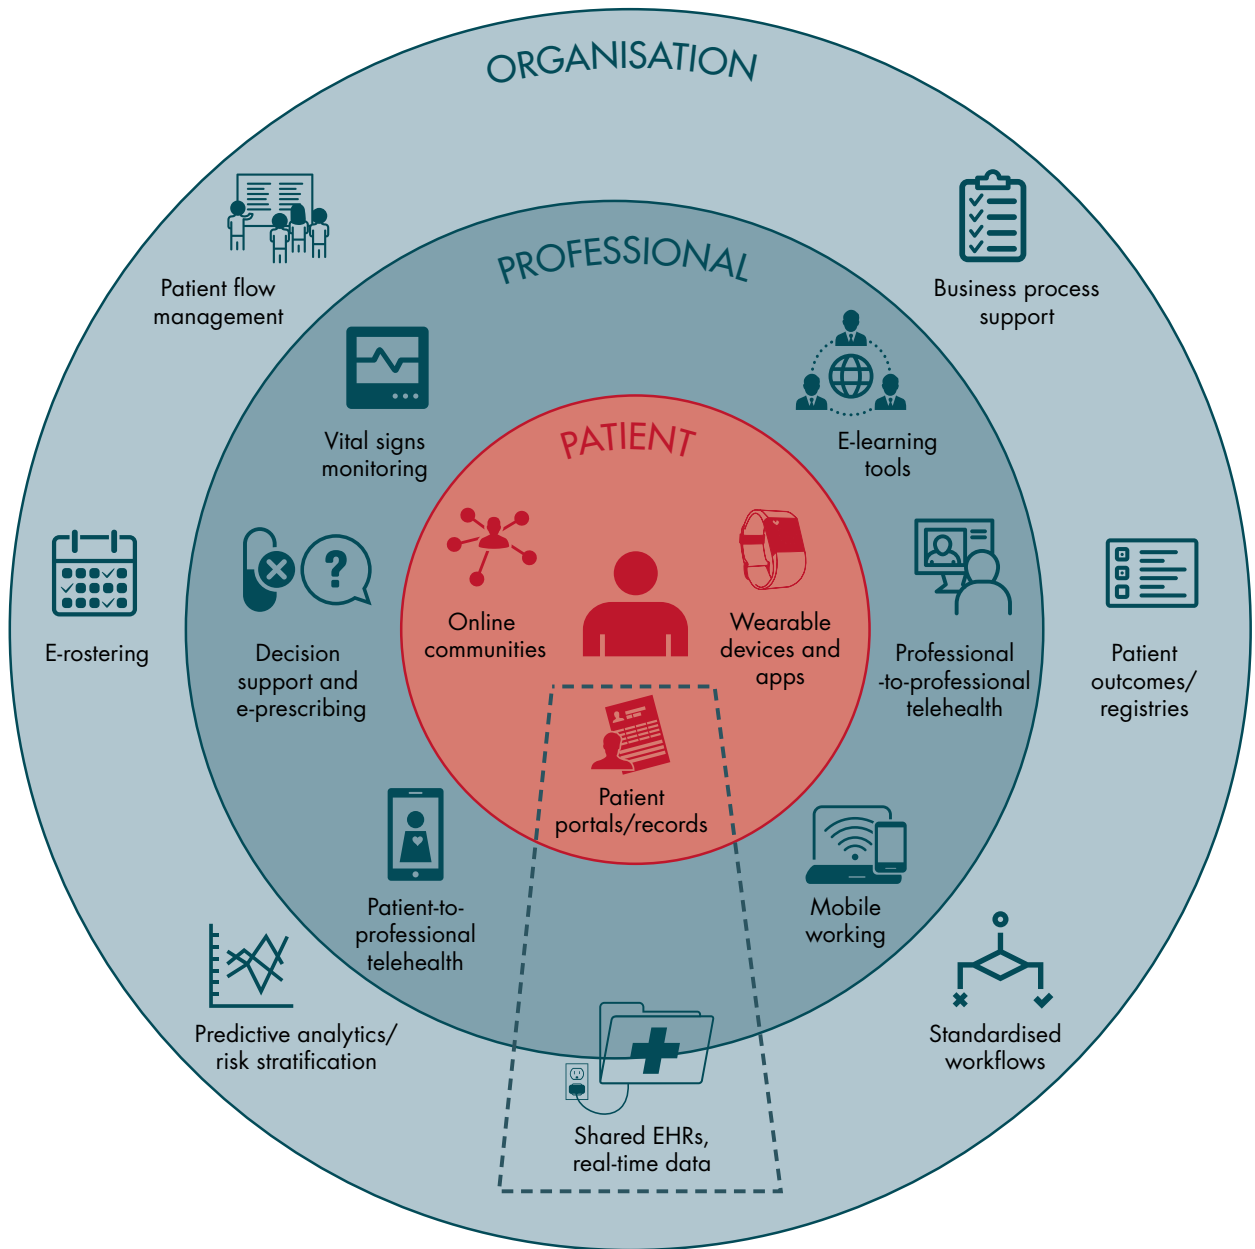 ORGANISATION
Patient flow
management
Business process
support
PROFESSIONAL
Vital signs
monitoring
E-learning
tools
PATIENT
E-rostering
?
Decision
support and
e-prescribing
Online
communities
Wearable
devices and
apps
Professional
-to-professional
telehealth
Patient
outcomes/
registries
Patient
portals/records
Patient-to-
professional
telehealth
Mobile
working
Predictive analytics/
risk stratification
Standardised
workflows
Shared EHRs,
real-time data